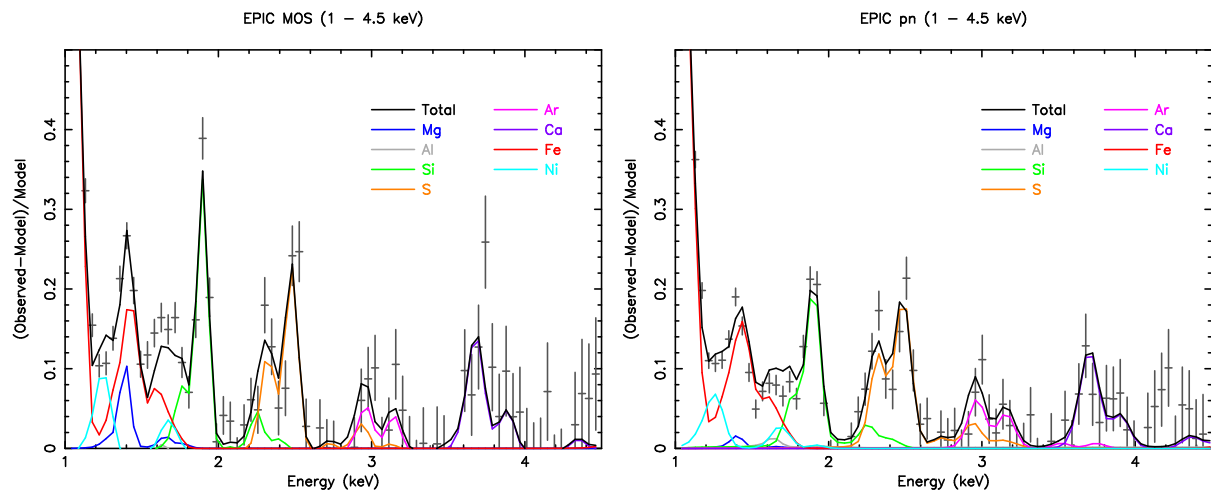 EPIC MOS (1 − 4.5 keV)
(Observed-Model)/Model
0 0.1 0.2 0.3 0.4
Total Ar
Mg Ca
Al Fe
Si Ni
S
1 2 3 4
Energy (keV)
EPIC pn (1 − 4.5 keV)
(Observed-Model)/Model
0 0.1 0.2 0.3 0.4
Total Ar
Mg Ca
Al Fe
Si Ni
S
1 2 3 4
Energy (keV)